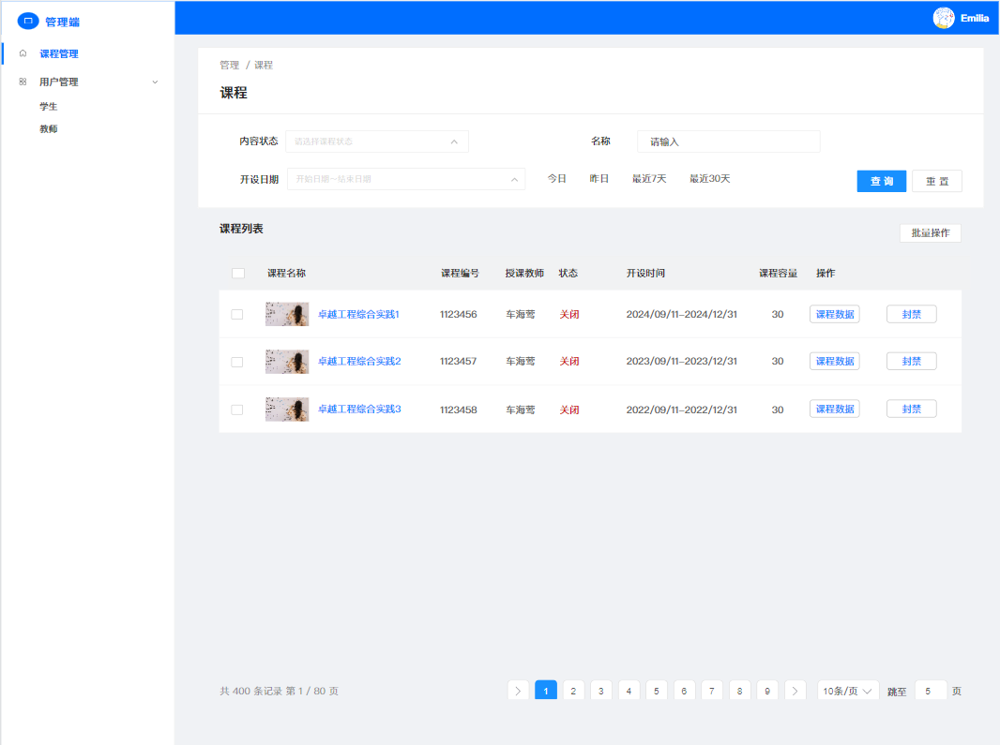 管理端
Emilia
课程管理
用户管理
学生
教师
管理 / 课程
课程
内容状态 请选择课程状态 名称 请输入
开设日期 开始日期~结束日期 今日 昨日 最近7天 最近30天 查 询 重 置
课程列表 批量操作
课程名称 课程编号 授课教师 状态 开设时间 课程容量 操作
卓越工程综合实践1 1123456 车海莺 关闭 2024/09/11-2024/12/31 30 课程数据 封禁
卓越工程综合实践2 1123457 车海莺 关闭 2023/09/11-2023/12/31 30 课程数据 封禁
卓越工程综合实践3 1123458 车海莺 关闭 2022/09/11-2022/12/31 30 课程数据 封禁
共 400 条记录 第 1 / 80 页 1 2 3 4 5 6 7 8 9 10条/页 跳至 5 页